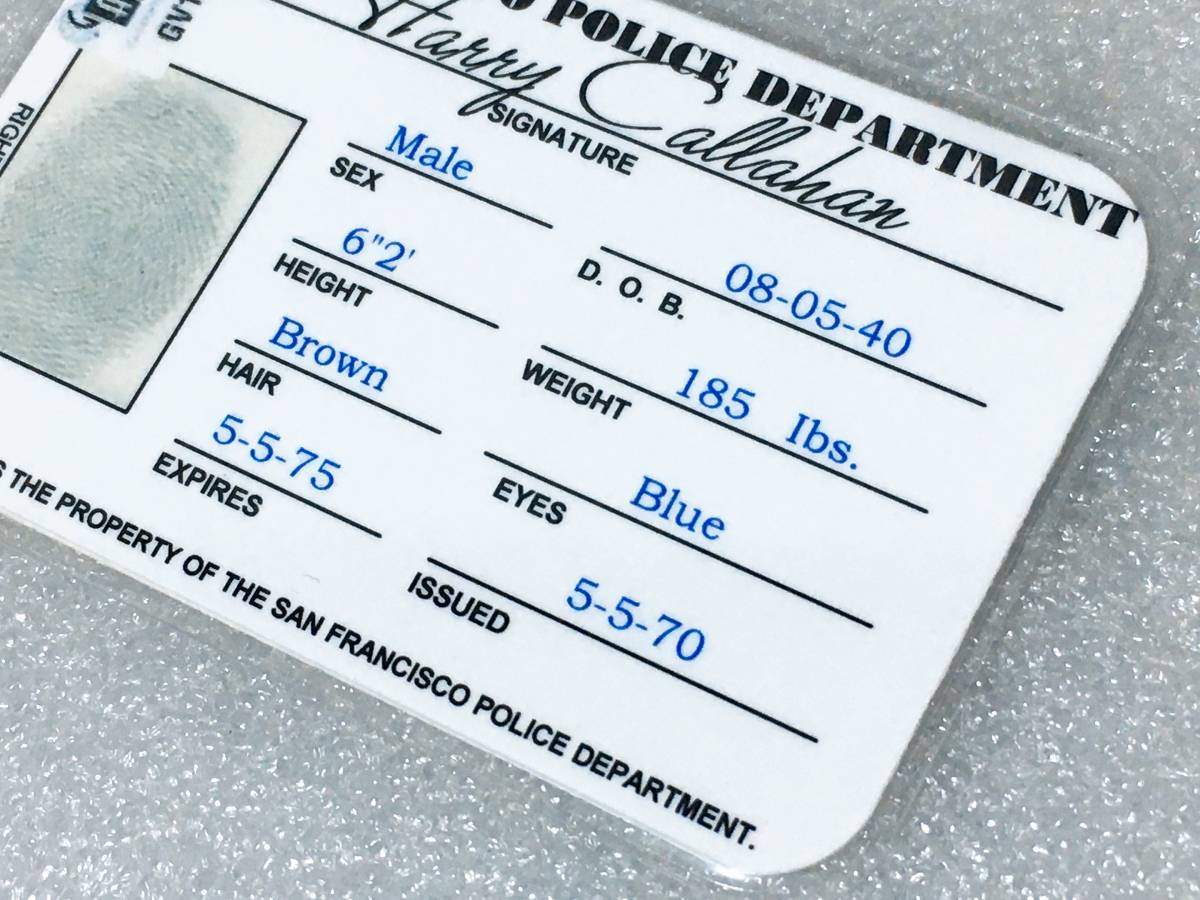 POLICE DEPARTMENT
Harry Callahan
SIGNATURE
Male
SEX
08-05-40
D. O. B.
6"2'
HEIGHT
185 lbs.
WEIGHT
Brown
HAIR
Blue
EYES
5-5-75
EXPIRES
5-5-70
ISSUED
THE PROPERTY OF THE SAN FRANCISCO POLICE DEPARTMENT.